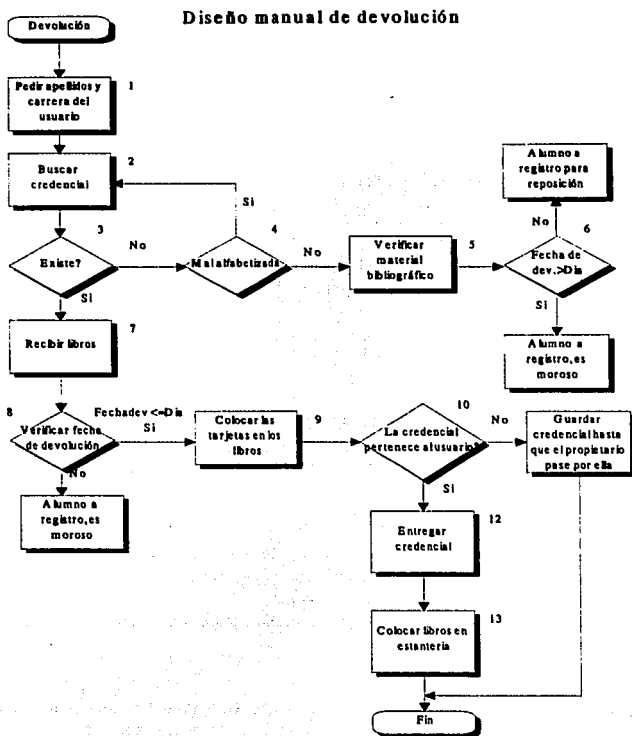 Diseño manual de devolución
Devolución
1
Pedir apellidos y
carrera del
usuario
2
Buscar
credencial
Si
3
Existe?
No
4
Mal alfabetizada
No
Verificar
material
bibliográfico
5
Alumno a
registro para
reposición
No
6
Fecha de
dev.>Dia
Si
Alumno a
registro, es
moroso
Si
7
Recibir libros
8
Verificar fecha
de devolución
Fechadev<=Dia
Si
No
Alumno a
registro, es
moroso
Colocar las
tarjetas en los
libros
9
10
La credencial
pertenece al usuario?
No
Guardar
credencial hasta
que el propietario
pase por ella
Si
Entregar
credencial
12
Colocar libros en
estantería
13
Fin